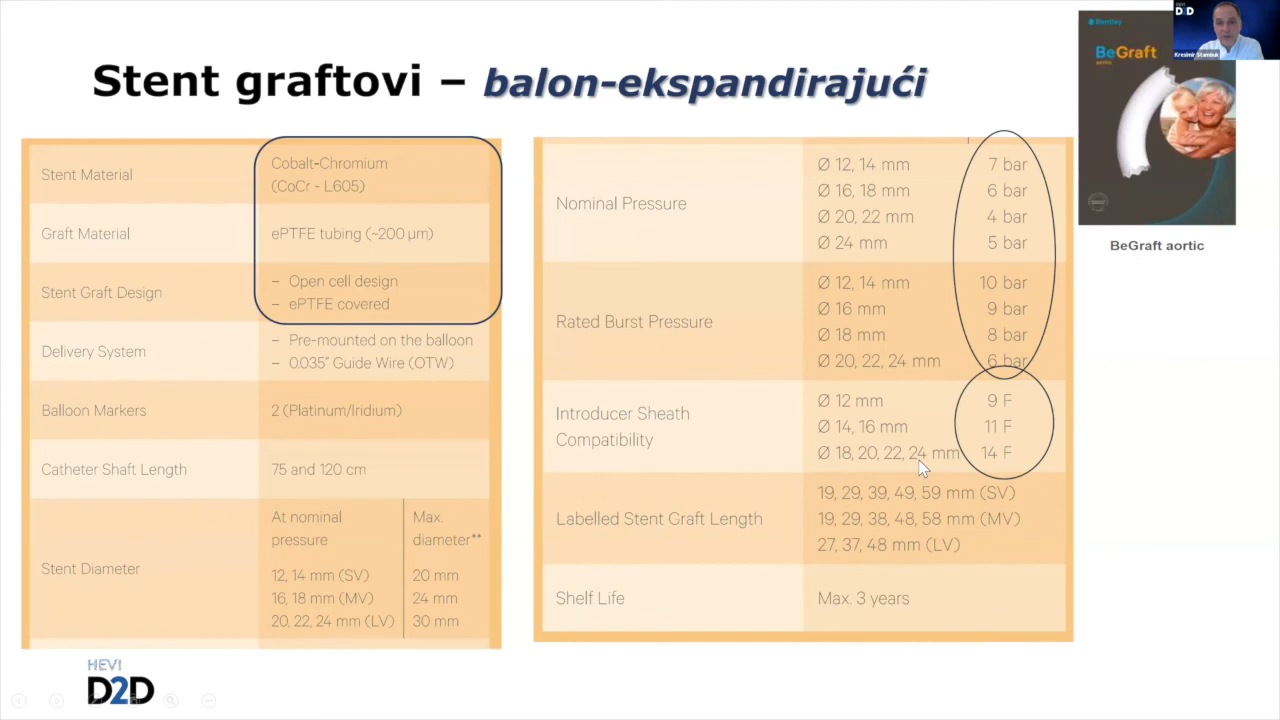 Stent graftovi – balon-ekspandirajući
Stent Material
Cobalt-Chromium
(CoCr - L605)
Graft Material
ePTFE tubing (~200 µm)
Stent Graft Design
– Open cell design
– ePTFE covered
Delivery System
– Pre-mounted on the balloon
– 0.035” Guide Wire (OTW)
Balloon Markers
2 (Platinum/Iridium)
Catheter Shaft Length
75 and 120 cm
Stent Diameter
At nominal
pressure
Max.
diameter**
12, 14 mm (SV) 20 mm
16, 18 mm (MV) 24 mm
20, 22, 24 mm (LV) 30 mm
Nominal Pressure
Ø 12, 14 mm 7 bar
Ø 16, 18 mm 6 bar
Ø 20, 22 mm 4 bar
Ø 24 mm 5 bar
Rated Burst Pressure
Ø 12, 14 mm 10 bar
Ø 16 mm 9 bar
Ø 18 mm 8 bar
Ø 20, 22, 24 mm 6 bar
Introducer Sheath
Compatibility
Ø 12 mm 9 F
Ø 14, 16 mm 11 F
Ø 18, 20, 22, 24 mm 14 F
Labelled Stent Graft Length
19, 29, 39, 49, 59 mm (SV)
19, 29, 38, 48, 58 mm (MV)
27, 37, 48 mm (LV)
Shelf Life
Max. 3 years
Bentley
BeGraft
aortic
BeGraft aortic
HEVI
D2D
Kresimir Stambuk
HEVI
D2D